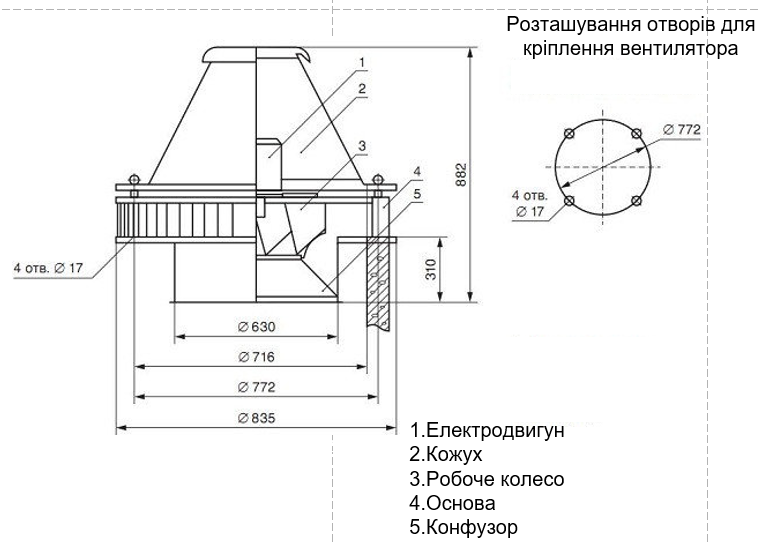 Розташування отворів для
кріплення вентилятора
1
2
3
4
5
882
310
4 отв. ∅ 17
∅ 630
∅ 716
∅ 772
∅ 835
∅ 772
4 отв.
∅ 17
1.Електродвигун
2.Кожух
3.Робоче колесо
4.Основа
5.Конфузор